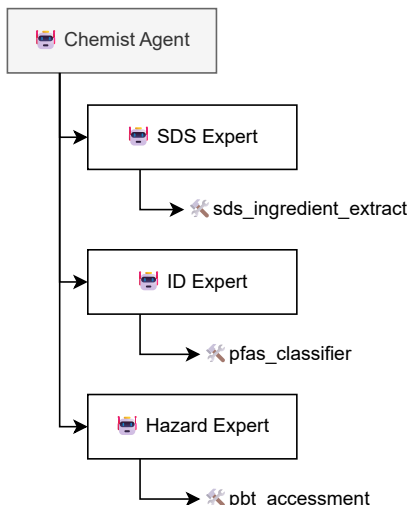 Chemist Agent
SDS Expert
sds_ingredient_extract
ID Expert
pfas_classifier
Hazard Expert
pbt_accessment